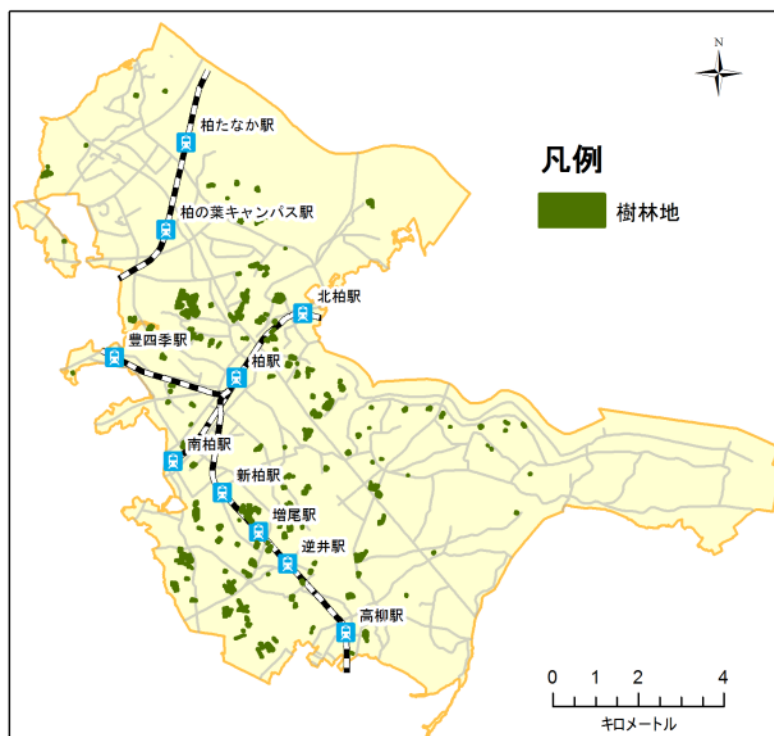 N
柏たなか駅
凡例
樹林地
柏の葉キャンパス駅
北柏駅
豊四季駅
柏駅
南柏駅
新柏駅
増尾駅
逆井駅
高柳駅
0 1 2 4
キロメートル